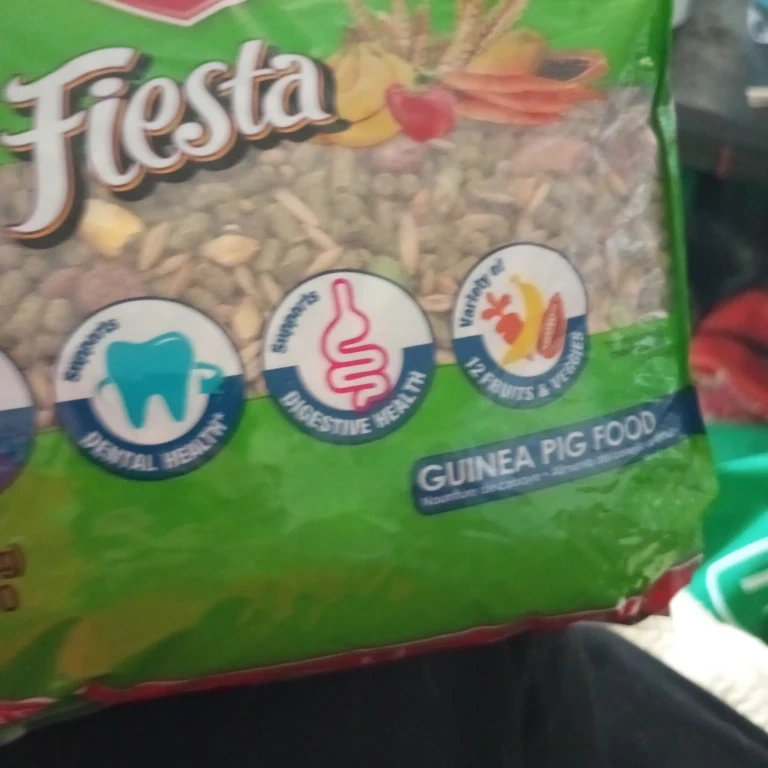 Fiesta
Supports
DENTAL HEALTH*
Supports
DIGESTIVE HEALTH
Variety of
12 FRUITS & VEGGIES
GUINEA PIG FOOD